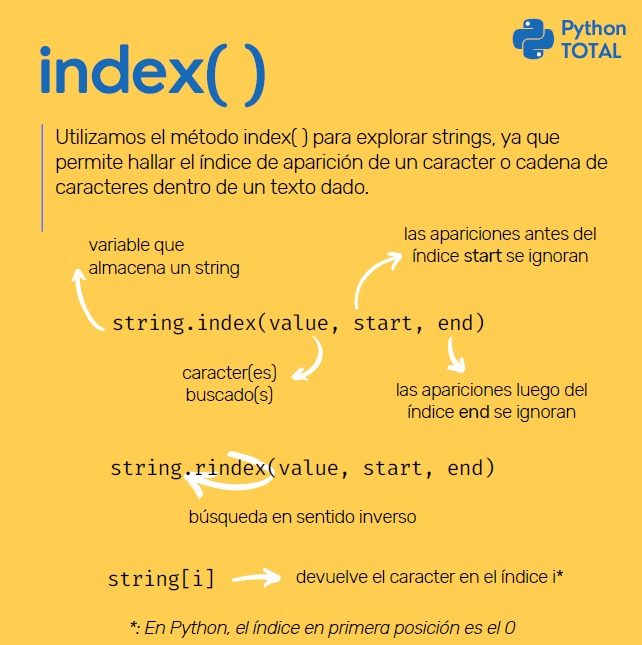 Python
TOTAL
index( )
Utilizamos el método index( ) para explorar strings, ya que
permite hallar el índice de aparición de un caracter o cadena de
caracteres dentro de un texto dado.
variable que
almacena un string
las apariciones antes del
índice start se ignoran
string.index(value, start, end)
caracter(es)
buscado(s)
las apariciones luego del
índice end se ignoran
string.rindex(value, start, end)
búsqueda en sentido inverso
string[i]
devuelve el caracter en el índice i*
*: En Python, el índice en primera posición es el 0